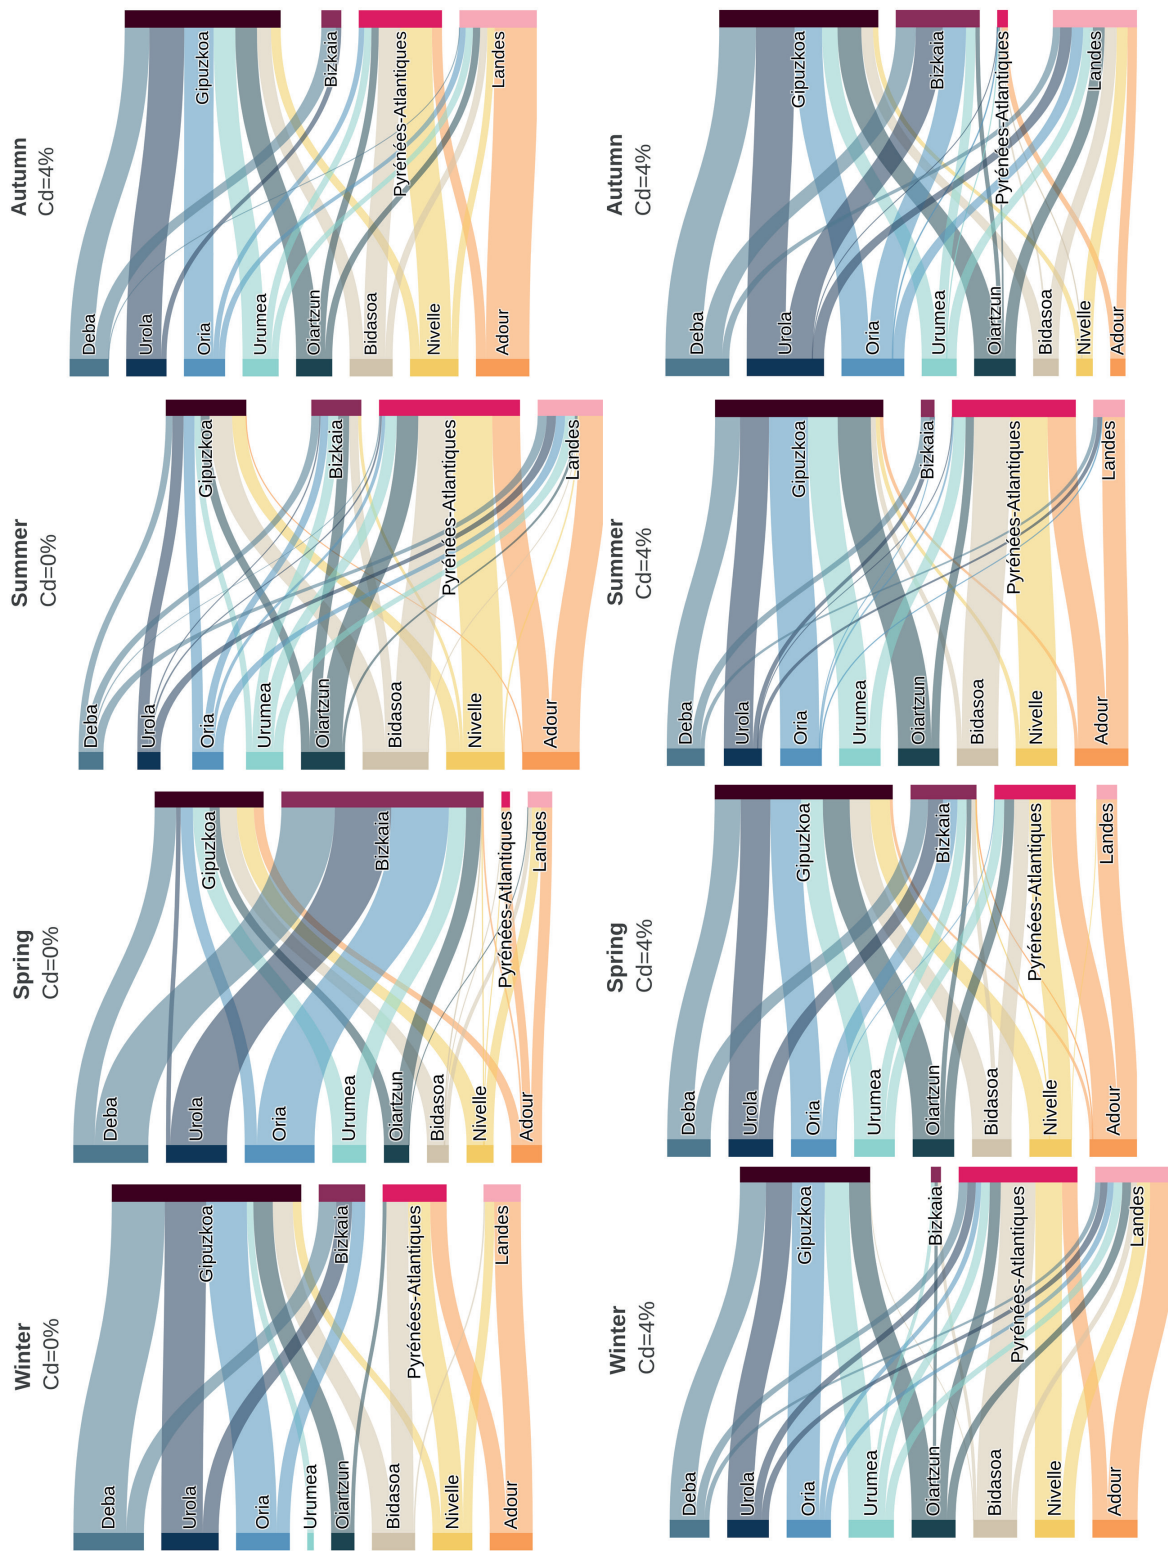 Winter
Cd=0%
Deba
Urola
Oria
Urumea
Oiartzun
Bidasoa
Nivelle
Adour
Gipuzkoa
Bizkaia
Pyrénées-Atlantiques
Landes
Spring
Cd=0%
Deba
Urola
Oria
Urumea
Oiartzun
Bidasoa
Nivelle
Adour
Gipuzkoa
Bizkaia
Pyrénées-Atlantiques
Landes
Summer
Cd=0%
Deba
Urola
Oria
Urumea
Oiartzun
Bidasoa
Nivelle
Adour
Gipuzkoa
Bizkaia
Pyrénées-Atlantiques
Landes
Autumn
Cd=4%
Deba
Urola
Oria
Urumea
Oiartzun
Bidasoa
Nivelle
Adour
Gipuzkoa
Bizkaia
Pyrénées-Atlantiques
Landes
Winter
Cd=4%
Deba
Urola
Oria
Urumea
Oiartzun
Bidasoa
Nivelle
Adour
Gipuzkoa
Bizkaia
Pyrénées-Atlantiques
Landes
Spring
Cd=4%
Deba
Urola
Oria
Urumea
Oiartzun
Bidasoa
Nivelle
Adour
Gipuzkoa
Bizkaia
Pyrénées-Atlantiques
Landes
Summer
Cd=4%
Deba
Urola
Oria
Urumea
Oiartzun
Bidasoa
Nivelle
Adour
Gipuzkoa
Bizkaia
Pyrénées-Atlantiques
Landes
Autumn
Cd=4%
Deba
Urola
Oria
Urumea
Oiartzun
Bidasoa
Nivelle
Adour
Gipuzkoa
Bizkaia
Pyrénées-Atlantiques
Landes